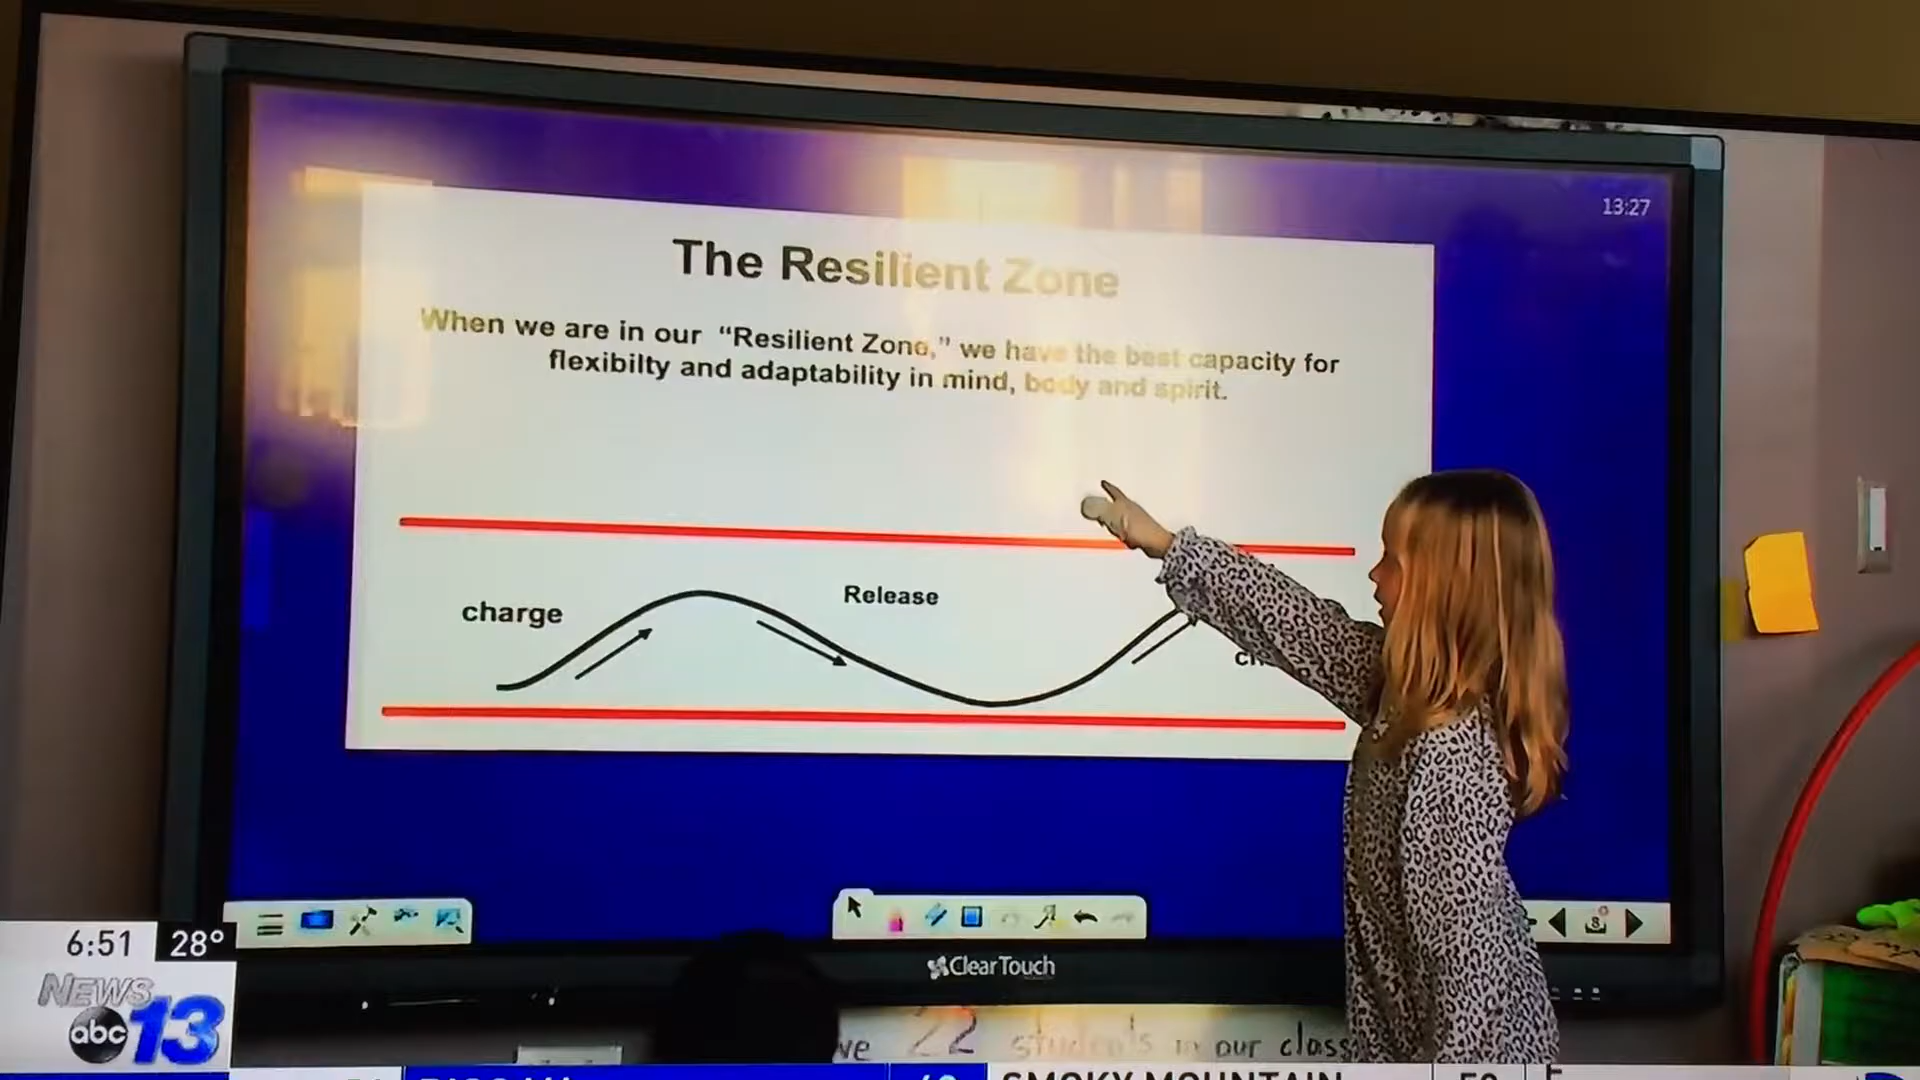 13:27
The Resilient Zone
When we are in our “Resilient Zone,” we have the best capacity for
flexibilty and adaptability in mind, body and spirit.
Release
charge
ClearTouch
6:51 28°
NEWS
abc 13
22 students in our class
SMOKY MOUNTAIN